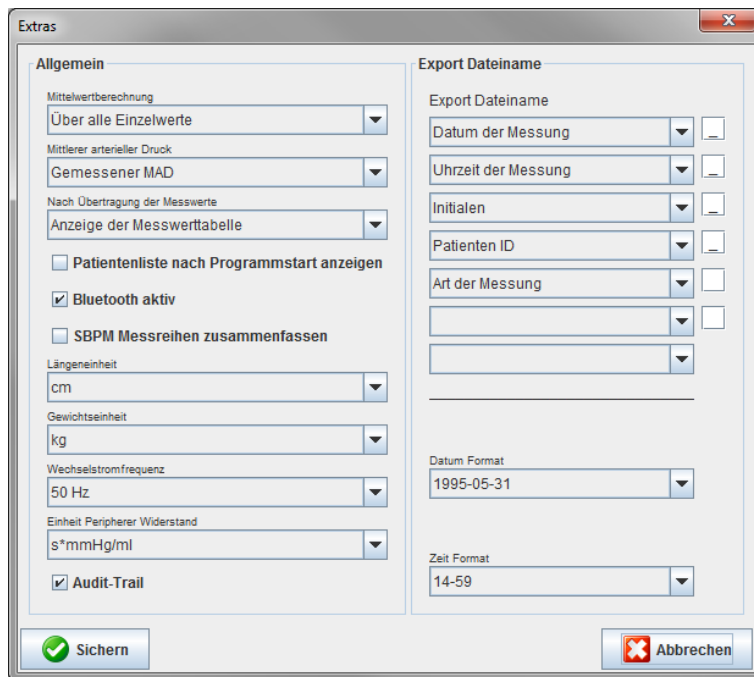 Extras
Allgemein
Mittelwertberechnung
Über alle Einzelwerte
Mittlerer arterieller Druck
Gemessener MAD
Nach Übertragung der Messwerte
Anzeige der Messwerttabelle
Patientenliste nach Programmstart anzeigen
Bluetooth aktiv
SBPM Messreihen zusammenfassen
Längeneinheit
cm
Gewichtseinheit
kg
Wechselstromfrequenz
50 Hz
Einheit Peripherer Widerstand
s*mmHg/ml
Audit-Trail
Export Dateiname
Export Dateiname
Datum der Messung _
Uhrzeit der Messung _
Initialen _
Patienten ID _
Art der Messung
Datum Format
1995-05-31
Zeit Format
14-59
Sichern
Abbrechen